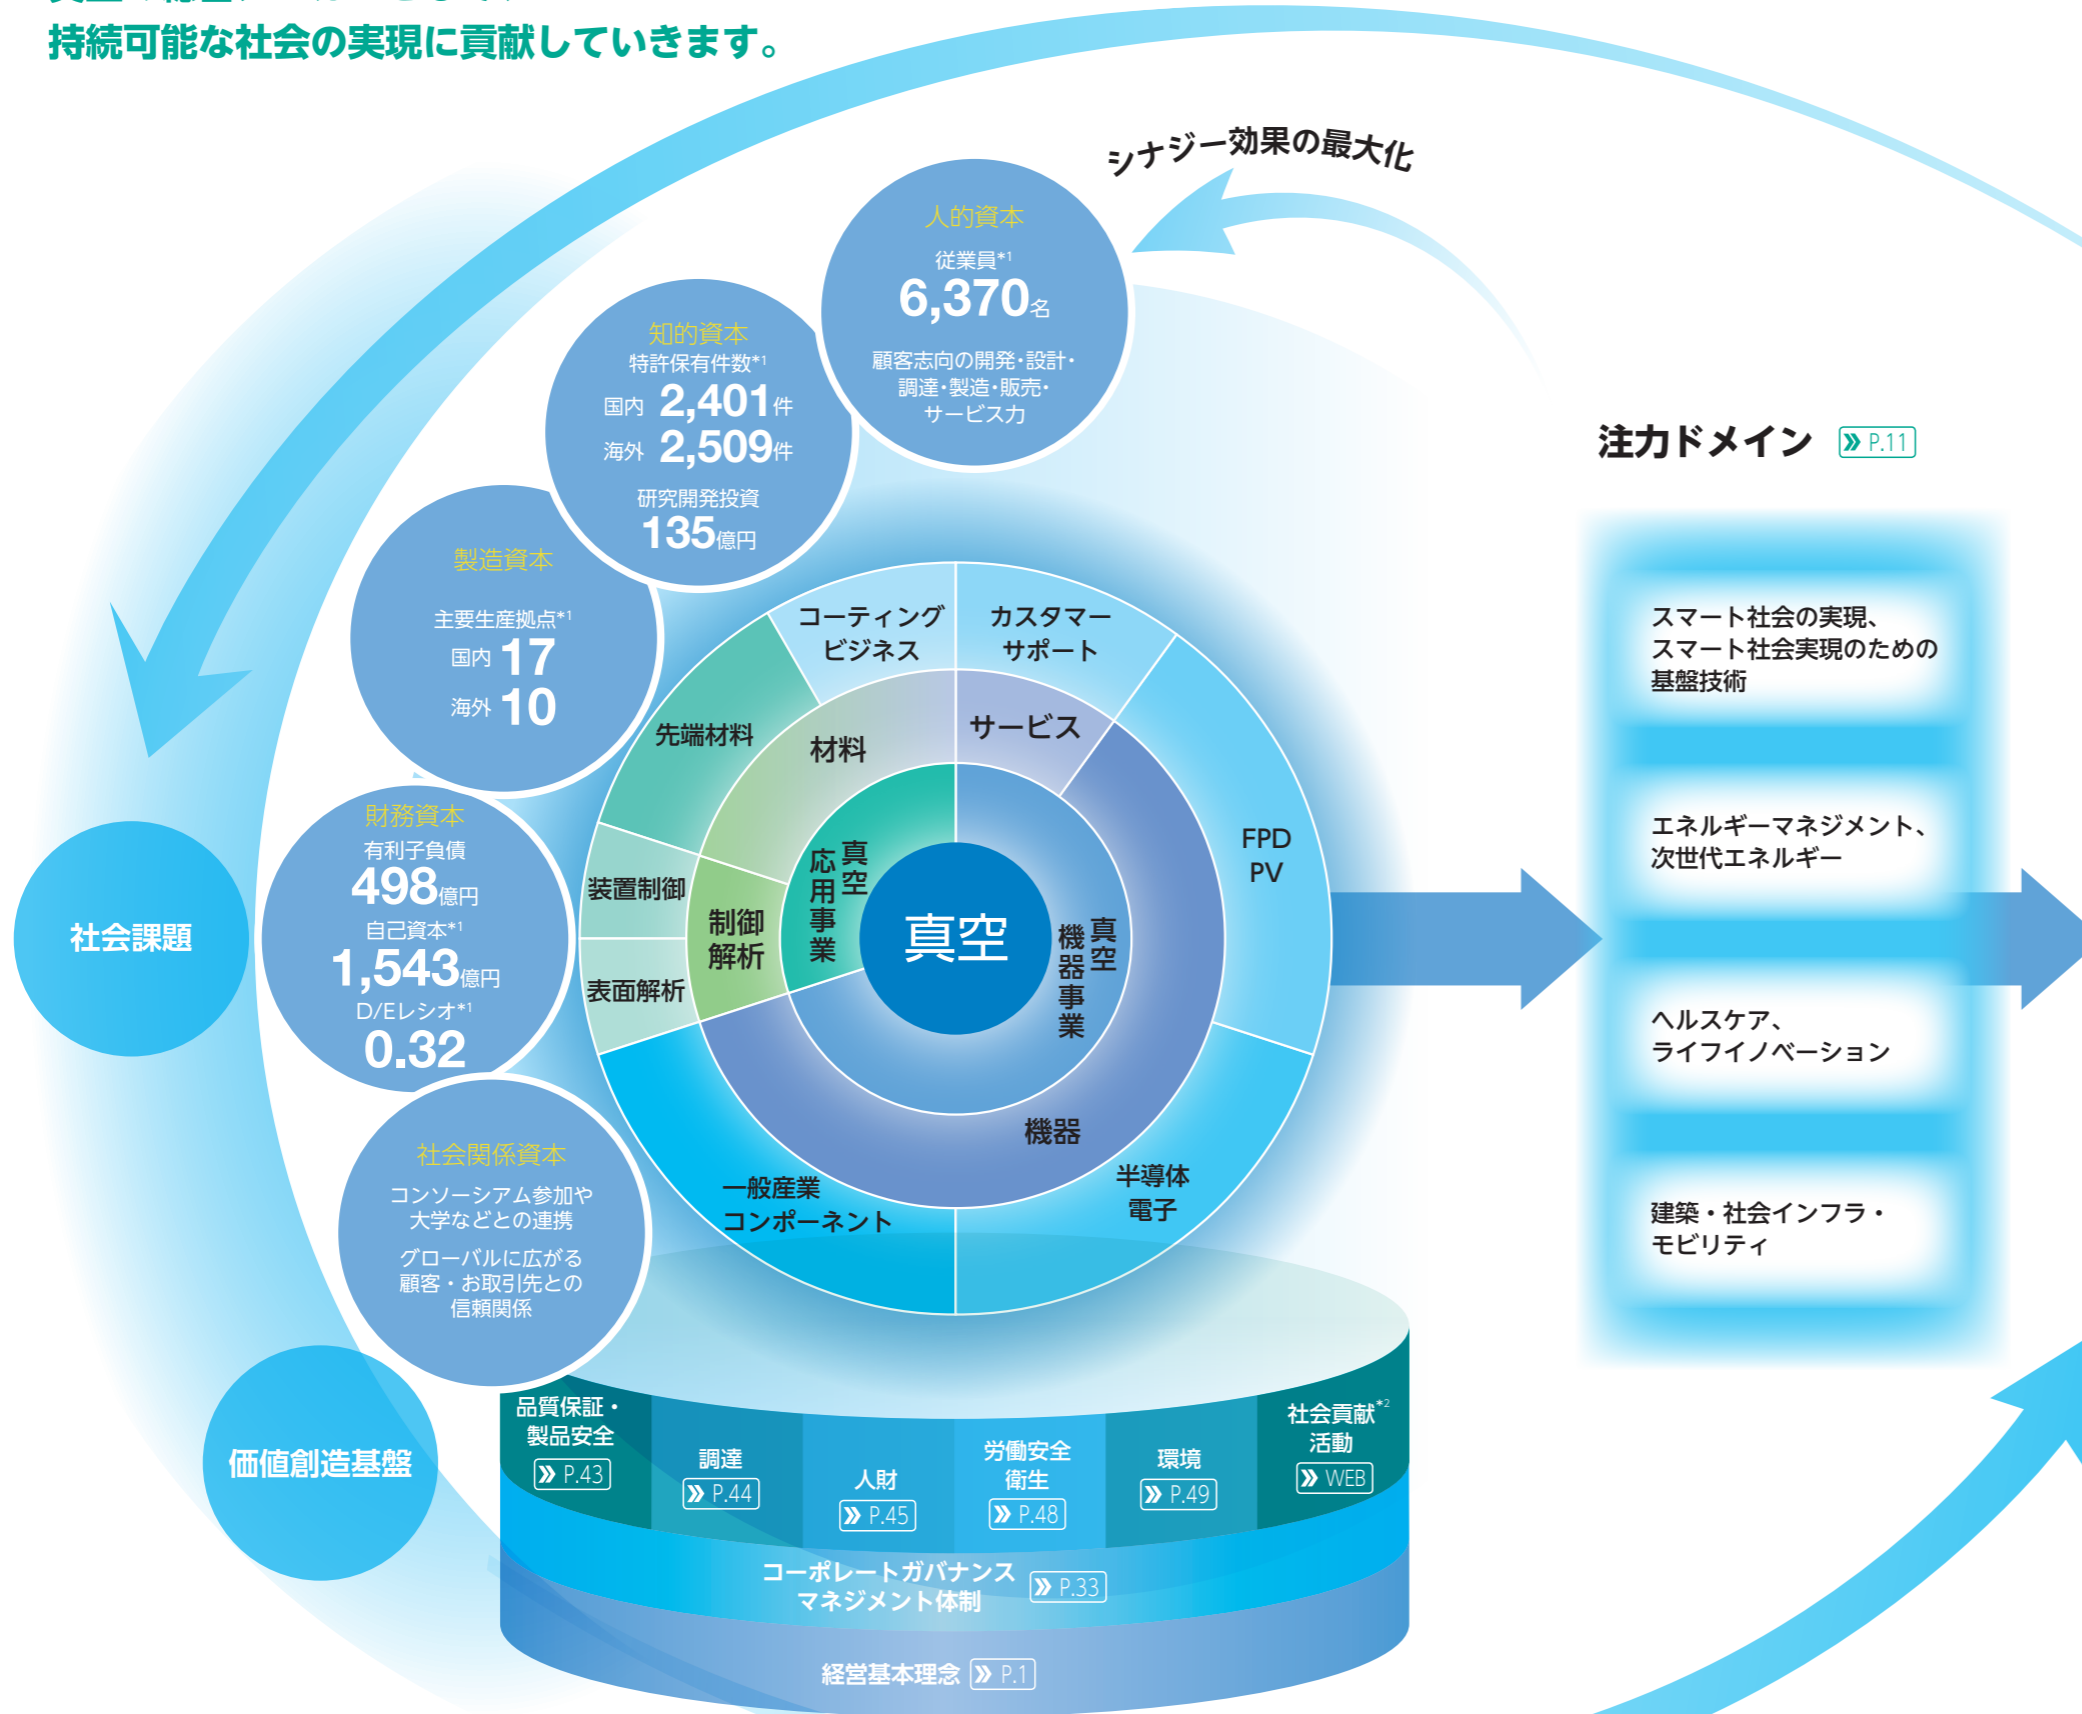 持続可能な社会の実現に貢献していきます。
シナジー効果の最大化
人的資本
従業員*1
6,370名
顧客志向の開発・設計・
調達・製造・販売・
サービス力
知的資本
特許保有件数*1
国内 2,401件
海外 2,509件
研究開発投資
135億円
製造資本
主要生産拠点*1
国内 17
海外 10
財務資本
有利子負債
498億円
自己資本*1
1,543億円
D/Eレシオ*1
0.32
社会関係資本
コンソーシアム参加や
大学などとの連携
グローバルに広がる
顧客・お取引先との
信頼関係
社会課題
価値創造基盤
コーティング
ビジネス
カスタマー
サポート
先端材料
材料
サービス
FPD
PV
装置制御
制御
解析
表面解析
真空
応用事業
真空
真空
機器事業
機器
一般産業
コンポーネント
半導体
電子
注力ドメイン P.11
スマート社会の実現、
スマート社会実現のための
基盤技術
エネルギーマネジメント、
次世代エネルギー
ヘルスケア、
ライフイノベーション
建築・社会インフラ・
モビリティ
品質保証・
製品安全
P.43
調達
P.44
人財
P.45
労働安全
衛生
P.48
環境
P.49
社会貢献*2
活動
WEB
コーポレートガバナンス
マネジメント体制 P.33
経営基本理念 P.1